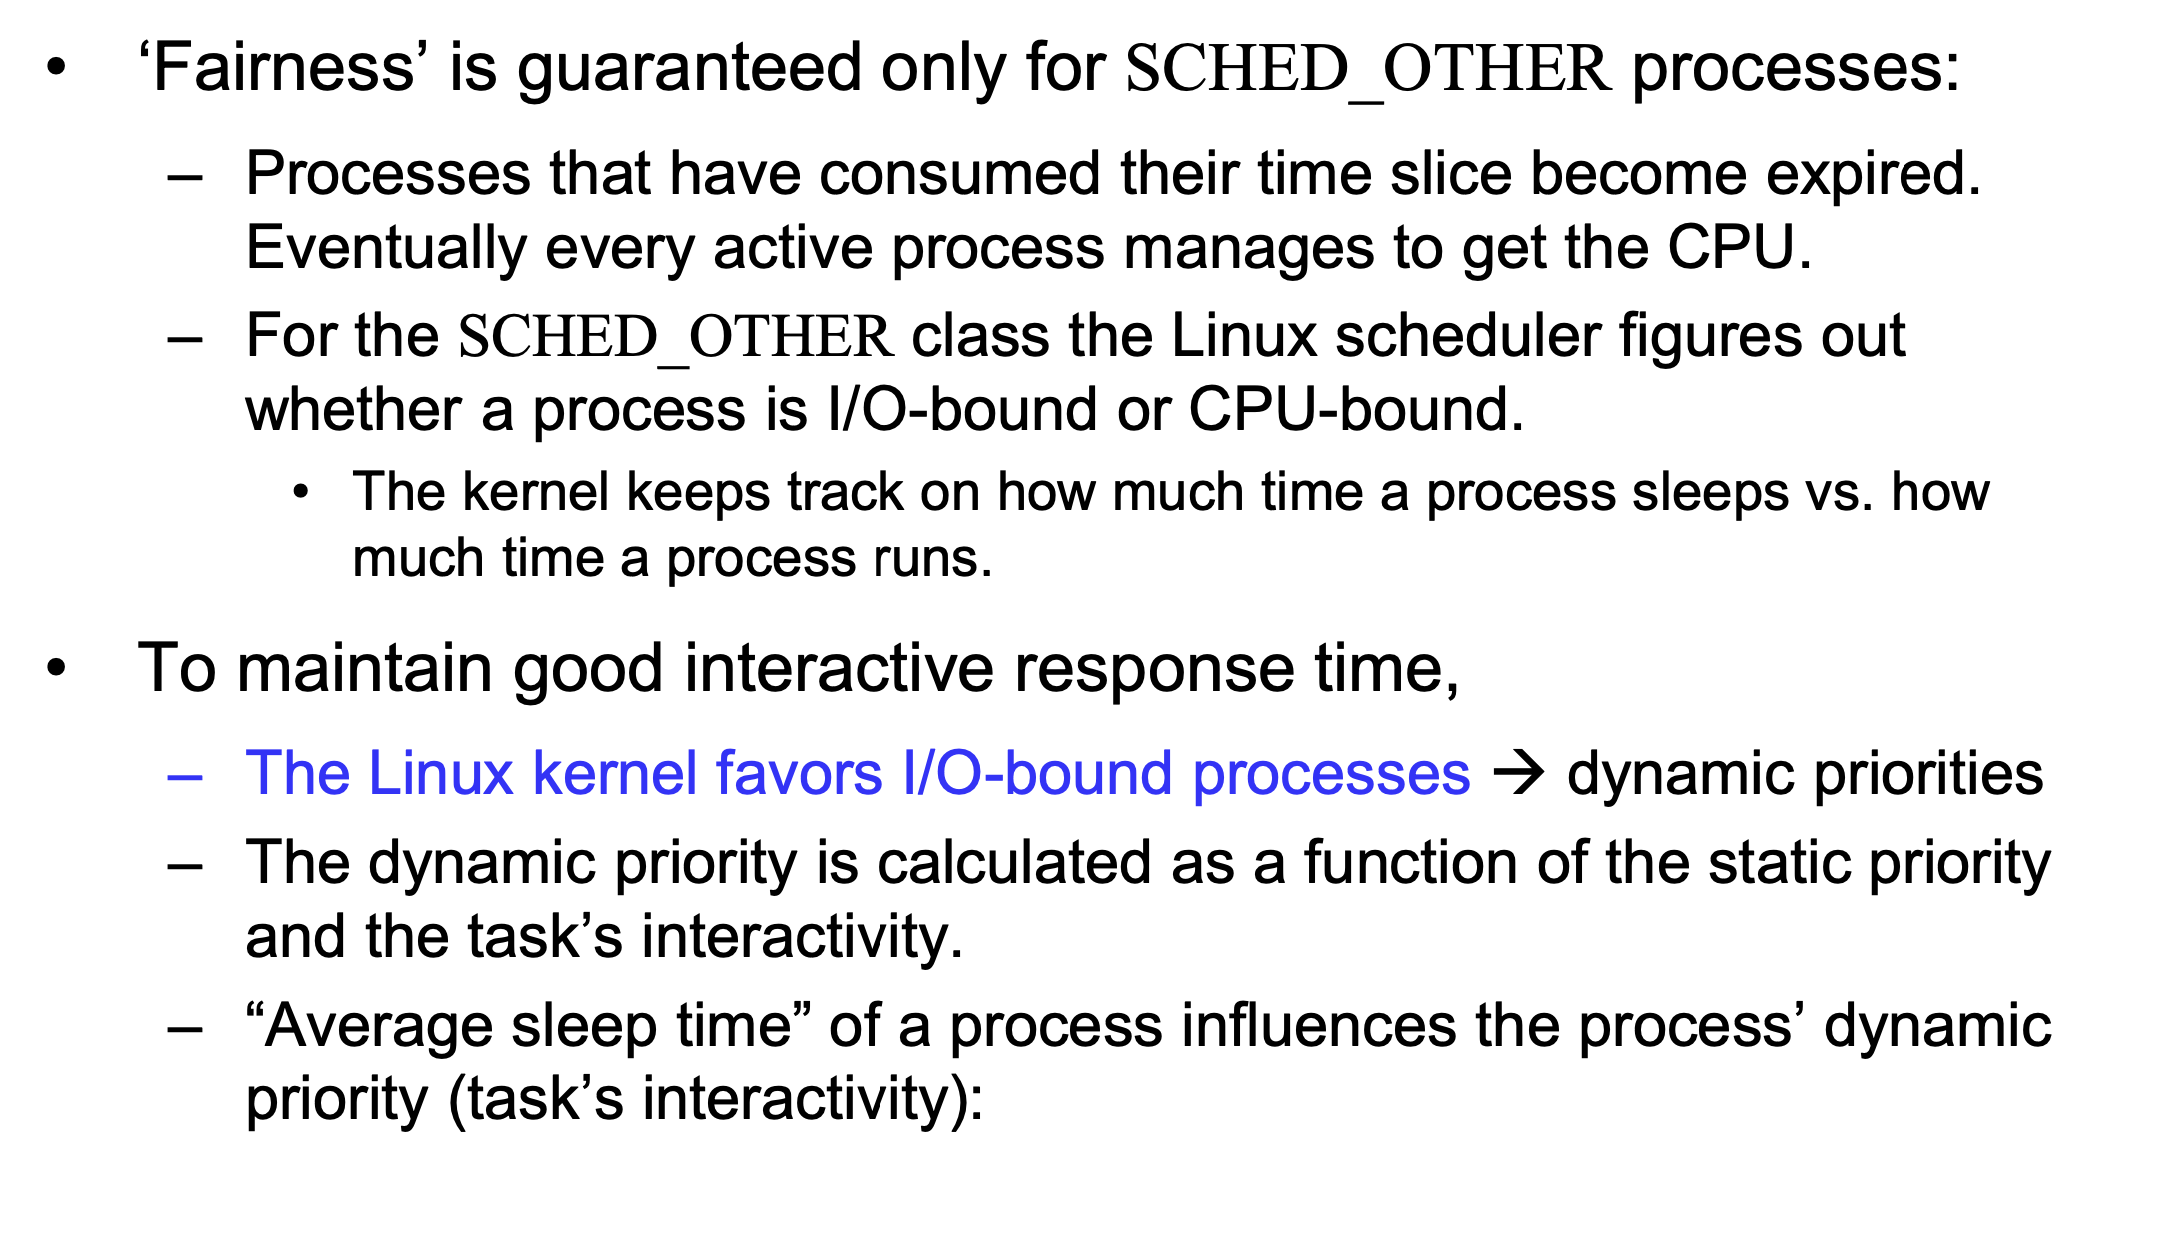 • ‘Fairness’ is guaranteed only for SCHED_OTHER processes:
– Processes that have consumed their time slice become expired.
Eventually every active process manages to get the CPU.
– For the SCHED_OTHER class the Linux scheduler figures out
whether a process is I/O-bound or CPU-bound.
• The kernel keeps track on how much time a process sleeps vs. how
much time a process runs.
• To maintain good interactive response time,
– The Linux kernel favors I/O-bound processes → dynamic priorities
– The dynamic priority is calculated as a function of the static priority
and the task’s interactivity.
– “Average sleep time” of a process influences the process’ dynamic
priority (task’s interactivity):